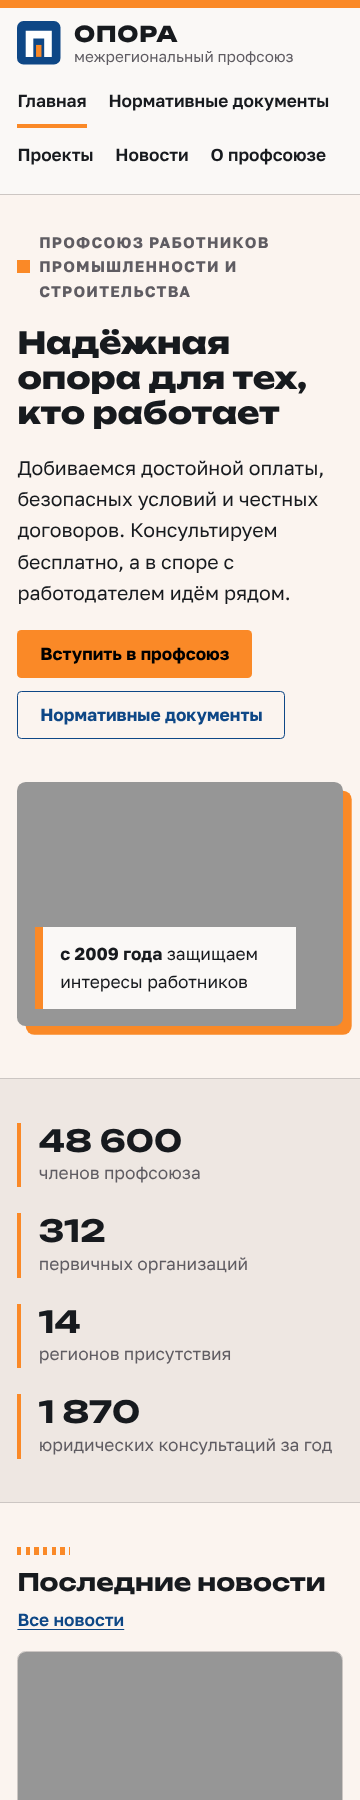 ОПОРА
межрегиональный профсоюз
Главная Нормативные документы
Проекты Новости О профсоюзе
ПРОФСОЮЗ РАБОТНИКОВ
ПРОМЫШЛЕННОСТИ И
СТРОИТЕЛЬСТВА
Надёжная
опора для тех,
кто работает
Добиваемся достойной оплаты,
безопасных условий и честных
договоров. Консультируем
бесплатно, а в споре с
работодателем идём рядом.
Вступить в профсоюз
Нормативные документы
с 2009 года защищаем
интересы работников
48 600
членов профсоюза
312
первичных организаций
14
регионов присутствия
1 870
юридических консультаций за год
Последние новости
Все новости